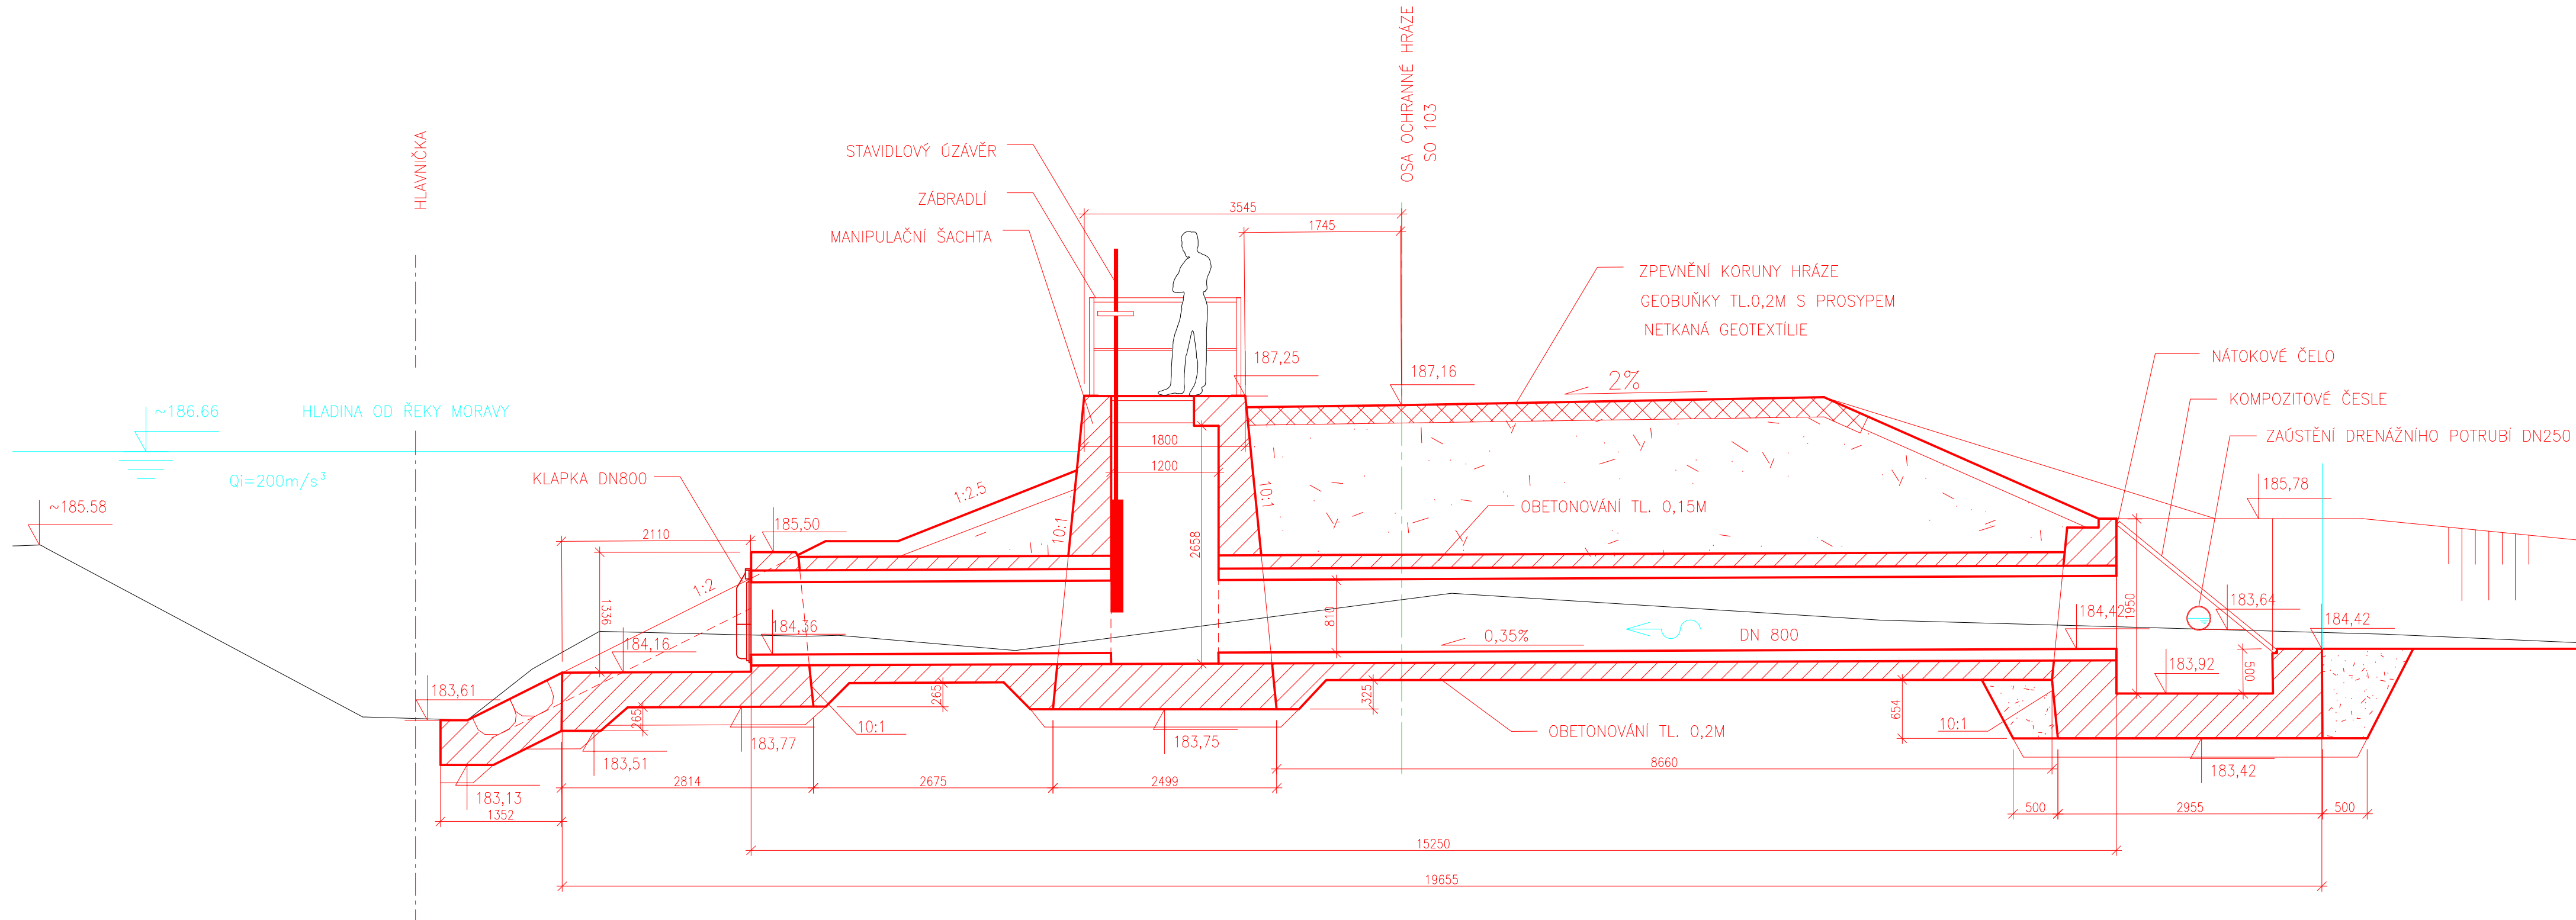 OSA OCHRANNÉ HRÁZE
SO 103
HLAVNIČKA
STAVIDLOVÝ ÚZÁVĚR
ZÁBRADLÍ
MANIPULAČNÍ ŠACHTA
3545
1745
ZPEVNĚNÍ KORUNY HRÁZE
GEOBUŇKY TL.0,2M S PROSYPEM
NETKANÁ GEOTEXTÍLIE
187,25
187,16
2%
NÁTOKOVÉ ČELO
KOMPOZITOVÉ ČESLE
ZAÚSTĚNÍ DRENÁŽNÍHO POTRUBÍ DN250
~186.66
HLADINA OD ŘEKY MORAVY
Qi=200m/s³
1800
1200
KLAPKA DN800
1:2.5
10:1
10:1
~185.58
185,50
185,78
OBETONOVÁNÍ TL. 0,15M
2110
2658
1:2
1336
810
1950
184,36
184,16
184,42
183,64
184,42
0,35%
DN 800
183,61
183,92
500
265
265
325
654
10:1
10:1
183,77
183,75
183,51
183,42
183,13
OBETONOVÁNÍ TL. 0,2M
8660
2814
2675
2499
1352
500
2955
500
15250
19655